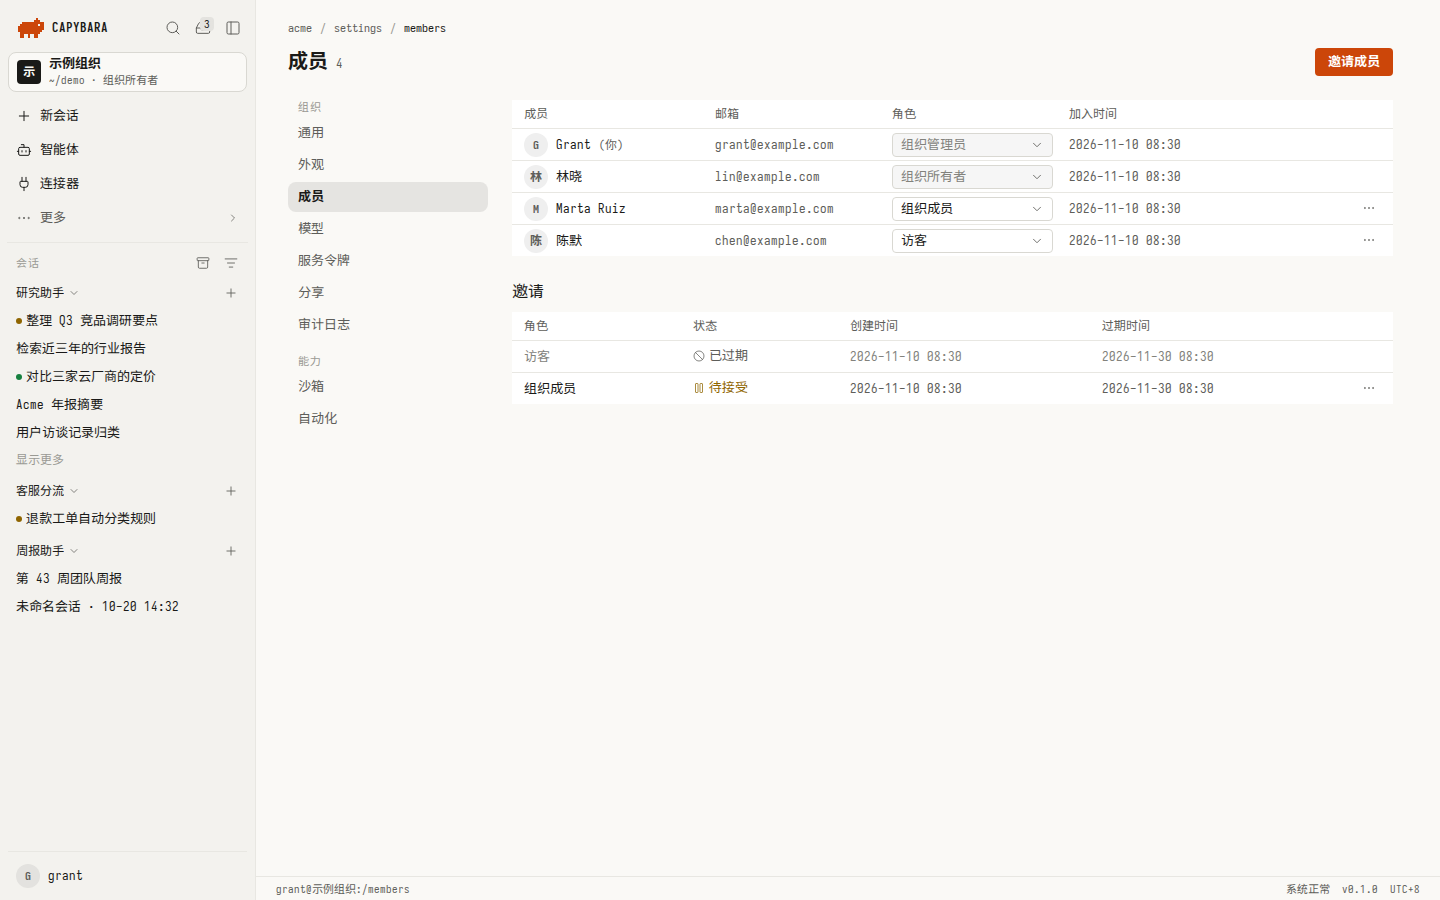 CAPYBARA
3
示
示例组织
~/demo · 组织所有者
新会话
智能体
连接器
更多
会话
研究助手
整理 Q3 竞品调研要点
检索近三年的行业报告
对比三家云厂商的定价
Acme 年报摘要
用户访谈记录归类
显示更多
客服分流
退款工单自动分类规则
周报助手
第 43 周团队周报
未命名会话 · 10-20 14:32
G grant
acme / settings / members
成员 4
邀请成员
组织
通用
外观
成员
模型
服务令牌
分享
审计日志
能力
沙箱
自动化
成员 邮箱 角色 加入时间
G Grant (你) grant@example.com 组织管理员 2026-11-10 08:30
林 林晓 lin@example.com 组织所有者 2026-11-10 08:30
M Marta Ruiz marta@example.com 组织成员 2026-11-10 08:30 ···
陈 陈默 chen@example.com 访客 2026-11-10 08:30 ···
邀请
角色 状态 创建时间 过期时间
访客 已过期 2026-11-10 08:30 2026-11-30 08:30
组织成员 待接受 2026-11-10 08:30 2026-11-30 08:30 ···
grant@示例组织:/members
系统正常 v0.1.0 UTC+8